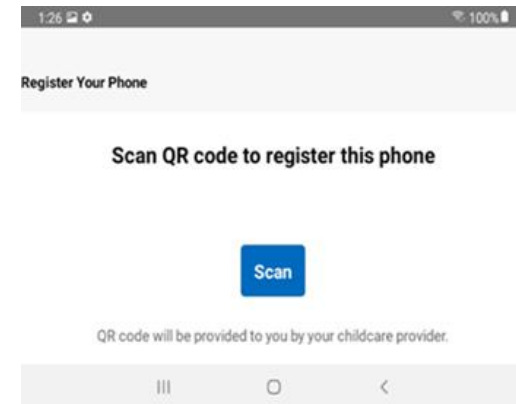 1:26 100%
Register Your Phone
Scan QR code to register this phone
Scan
QR code will be provided to you by your childcare provider.